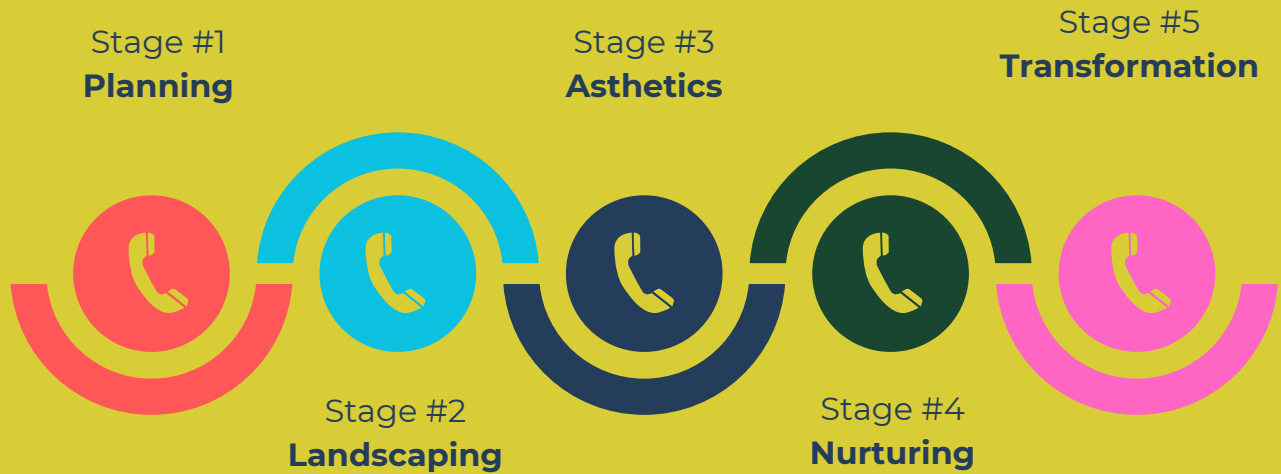 Stage #1
Planning
Stage #2
Landscaping
Stage #3
Asthetics
Stage #4
Nurturing
Stage #5
Transformation